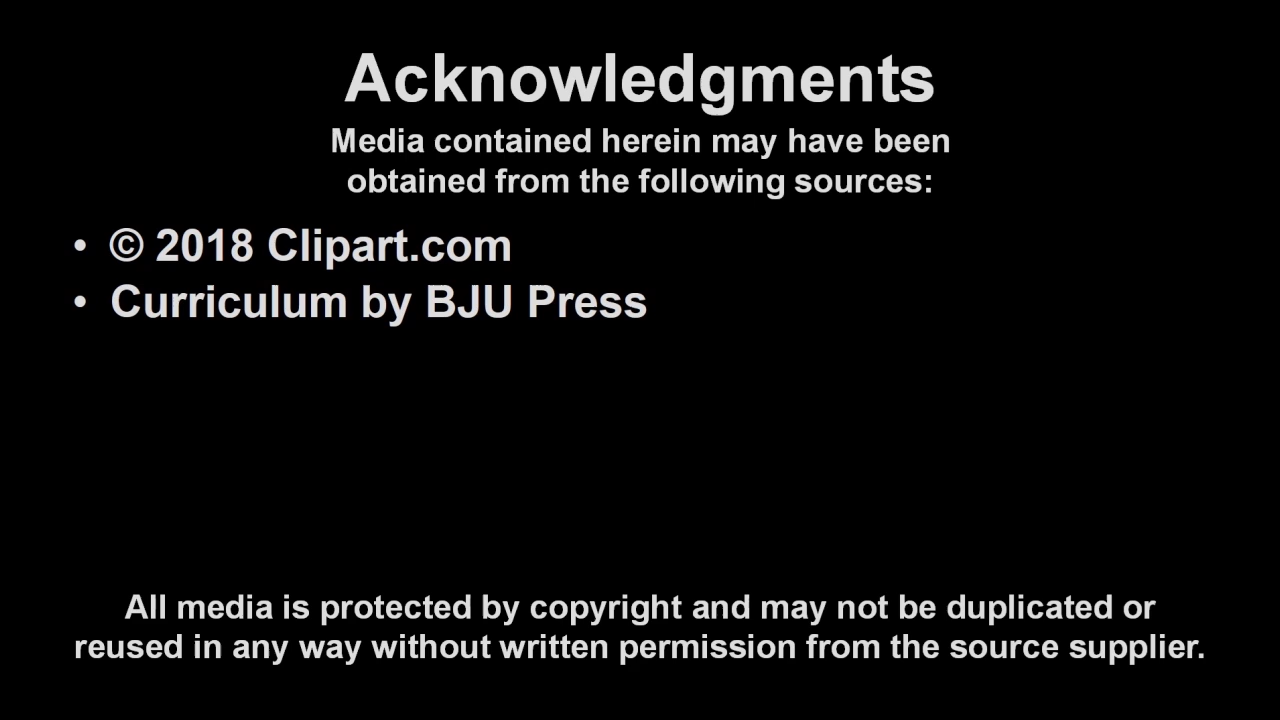 Acknowledgments
Media contained herein may have been
obtained from the following sources:
• © 2018 Clipart.com
• Curriculum by BJU Press
All media is protected by copyright and may not be duplicated or
reused in any way without written permission from the source supplier.